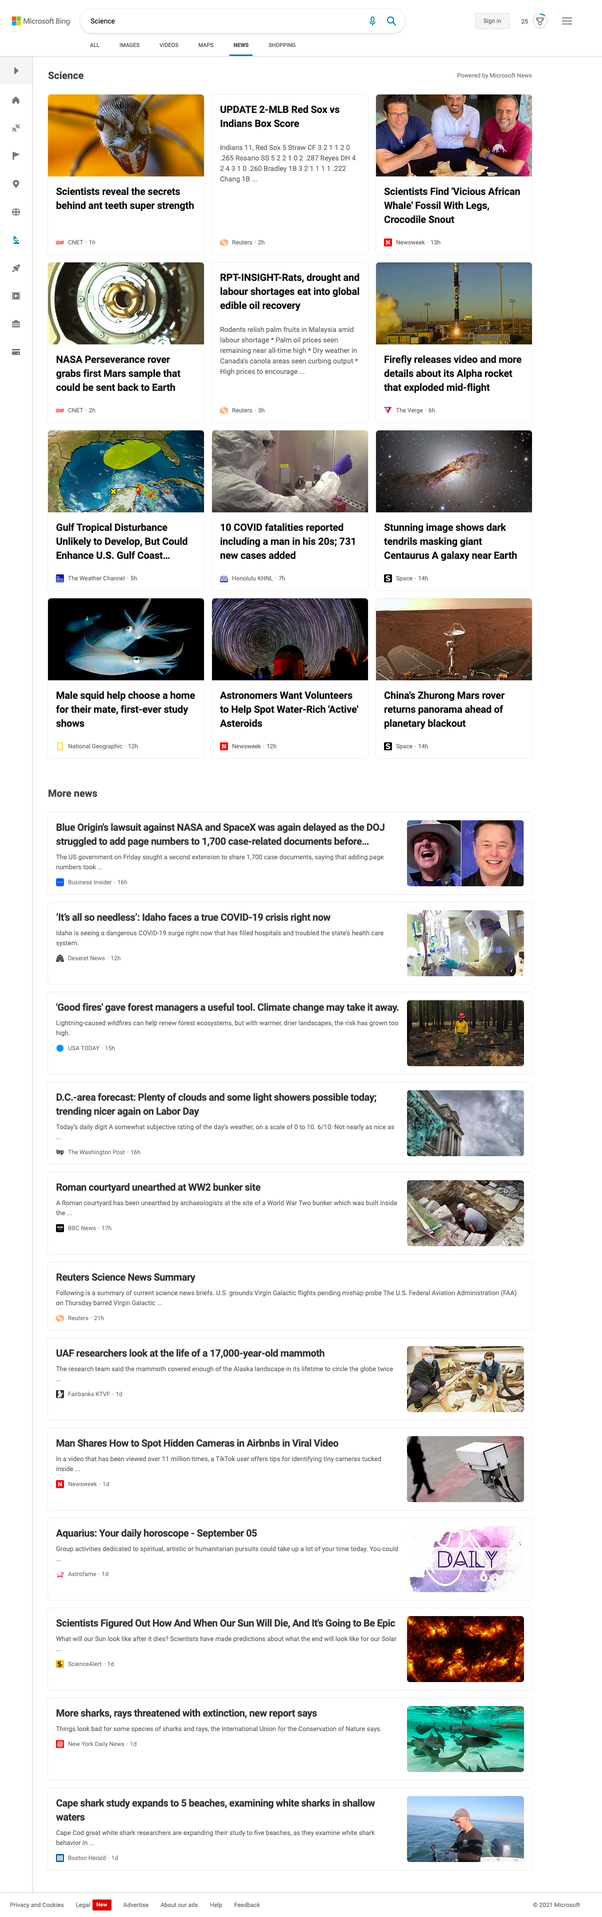 Microsoft Bing
Science
Sign in
25
ALL IMAGES VIDEOS MAPS NEWS SHOPPING
Science
Powered by Microsoft News
Scientists reveal the secrets
behind ant teeth super strength
CNET · 1h
UPDATE 2-MLB Red Sox vs
Indians Box Score
Indians 11, Red Sox 5 Straw CF 3 2 1 1 2 0
.265 Rosario SS 5 2 2 1 0 2 .287 Reyes DH 4
2 4 3 1 0 .260 Bradley 1B 3 2 1 1 1 1 .222
Chang 1B ...
Reuters · 2h
Scientists Find 'Vicious African
Whale' Fossil With Legs,
Crocodile Snout
Newsweek · 13h
NASA Perseverance rover
grabs first Mars sample that
could be sent back to Earth
CNET · 2h
RPT-INSIGHT-Rats, drought and
labour shortages eat into global
edible oil recovery
Rodents relish palm fruits in Malaysia amid
labour shortage * Palm oil prices seen
remaining near all-time high * Dry weather in
Canada's canola areas seen curbing output *
High prices to encourage ...
Reuters · 3h
Firefly releases video and more
details about its Alpha rocket
that exploded mid-flight
The Verge · 6h
Gulf Tropical Disturbance
Unlikely to Develop, But Could
Enhance U.S. Gulf Coast...
The Weather Channel · 5h
10 COVID fatalities reported
including a man in his 20s; 731
new cases added
Honolulu KHNL · 7h
Stunning image shows dark
tendrils masking giant
Centaurus A galaxy near Earth
Space · 14h
Male squid help choose a home
for their mate, first-ever study
shows
National Geographic · 12h
Astronomers Want Volunteers
to Help Spot Water-Rich 'Active'
Asteroids
Newsweek · 12h
China's Zhurong Mars rover
returns panorama ahead of
planetary blackout
Space · 14h
More news
Blue Origin's lawsuit against NASA and SpaceX was again delayed as the DOJ
struggled to add page numbers to 1,700 case-related documents before...
The US government on Friday sought a second extension to share 1,700 case documents, saying that adding page
numbers took ...
Business Insider · 16h
'It's all so needless': Idaho faces a true COVID-19 crisis right now
Idaho is seeing a dangerous COVID-19 surge right now that has filled hospitals and troubled the state's health care
system.
Deseret News · 12h
'Good fires' gave forest managers a useful tool. Climate change may take it away.
Lightning-caused wildfires can help renew forest ecosystems, but with warmer, drier landscapes, the risk has grown too
high.
USA TODAY · 15h
D.C.-area forecast: Plenty of clouds and some light showers possible today;
trending nicer again on Labor Day
Today's daily digit A somewhat subjective rating of the day's weather, on a scale of 0 to 10. 6/10: Not nearly as nice as
...
The Washington Post · 16h
Roman courtyard unearthed at WW2 bunker site
A Roman courtyard has been unearthed by archaeologists at the site of a World War Two bunker which was built inside
the ...
BBC News · 17h
Reuters Science News Summary
Following is a summary of current science news briefs. U.S. grounds Virgin Galactic flights pending mishap probe The U.S. Federal Aviation Administration (FAA)
on Thursday barred Virgin Galactic ...
Reuters · 21h
UAF researchers look at the life of a 17,000-year-old mammoth
The research team said the mammoth covered enough of the Alaska landscape in its lifetime to circle the globe twice
...
Fairbanks KTVF · 1d
Man Shares How to Spot Hidden Cameras in Airbnbs in Viral Video
In a video that has been viewed over 11 million times, a TikTok user offers tips for identifying tiny cameras tucked
inside ...
Newsweek · 1d
Aquarius: Your daily horoscope - September 05
Group activities dedicated to spiritual, artistic or humanitarian pursuits could take up a lot of your time today. You could
...
Astrofame · 1d
DAILY
Scientists Figured Out How And When Our Sun Will Die, And It's Going to Be Epic
What will our Sun look like after it dies? Scientists have made predictions about what the end will look like for our Solar
...
ScienceAlert · 1d
More sharks, rays threatened with extinction, new report says
Things look bad for some species of sharks and rays, the International Union for the Conservation of Nature says.
New York Daily News · 1d
Cape shark study expands to 5 beaches, examining white sharks in shallow
waters
Cape Cod great white shark researchers are expanding their study to five beaches, as they examine white shark
behavior in ...
Boston Herald · 1d
Privacy and Cookies Legal New Advertise About our ads Help Feedback
© 2021 Microsoft